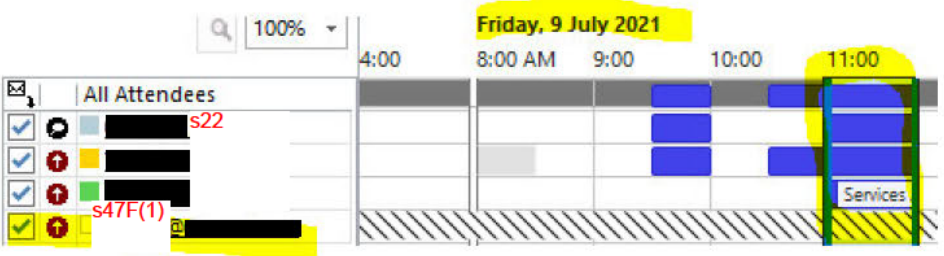 100% Friday, 9 July 2021
4:00 8:00 AM 9:00 10:00 11:00
All Attendees
s22
Services
s47F(1)
@